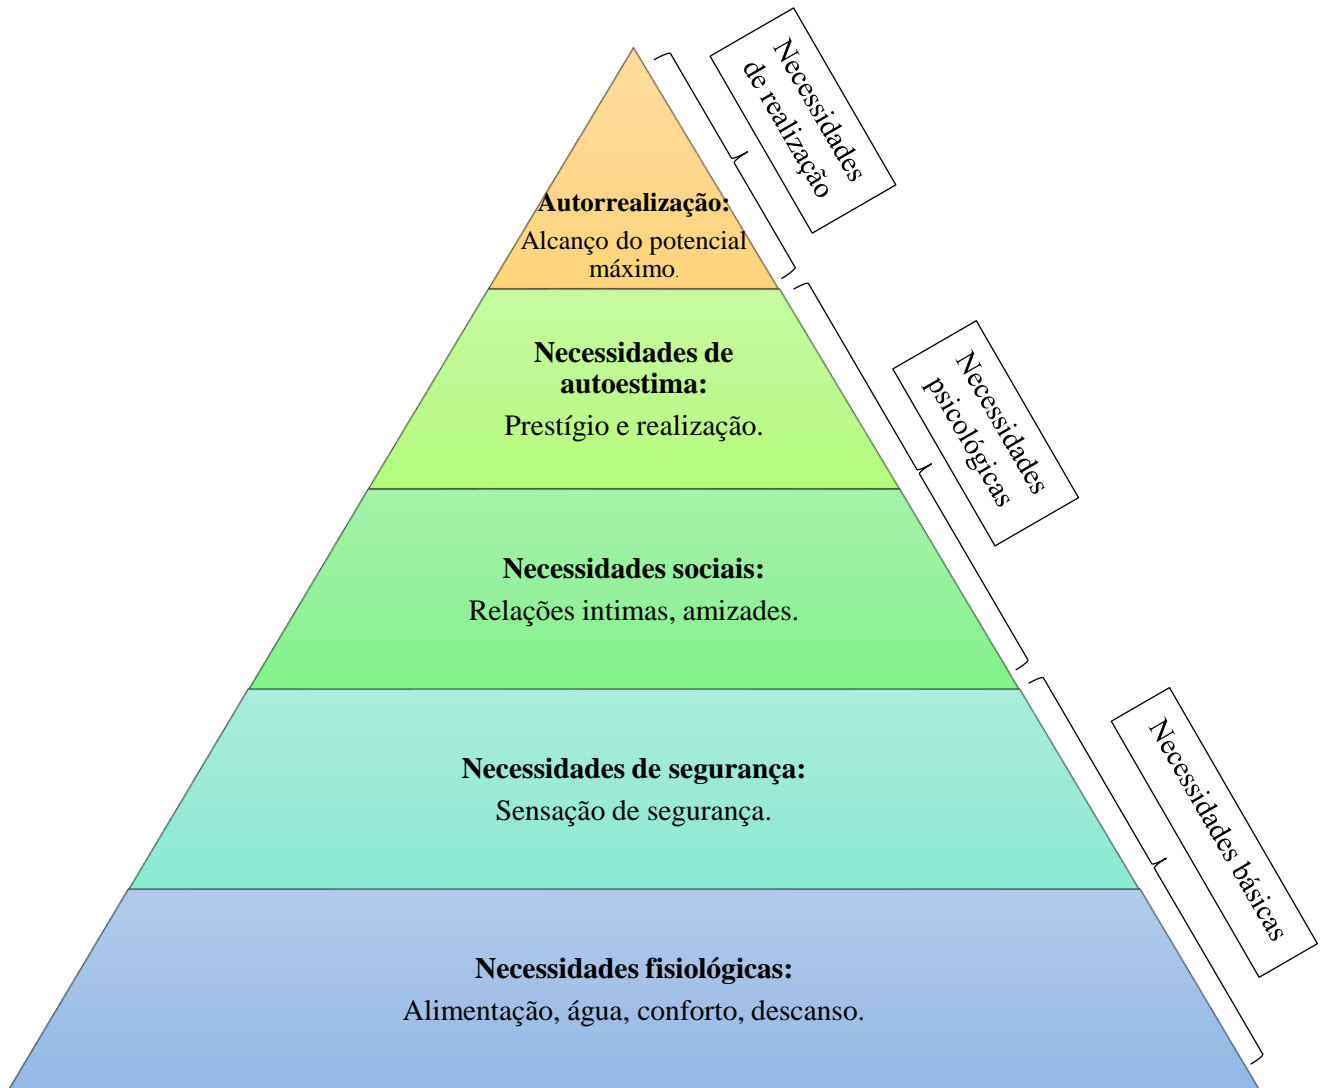 Necessidades
de realização
Autorrealização:
Alcanço do potencial
máximo.
Necessidades de
autoestima:
Prestígio e realização.
Necessidades
psicológicas
Necessidades sociais:
Relações intimas, amizades.
Necessidades de segurança:
Sensação de segurança.
Necessidades básicas
Necessidades fisiológicas:
Alimentação, água, conforto, descanso.